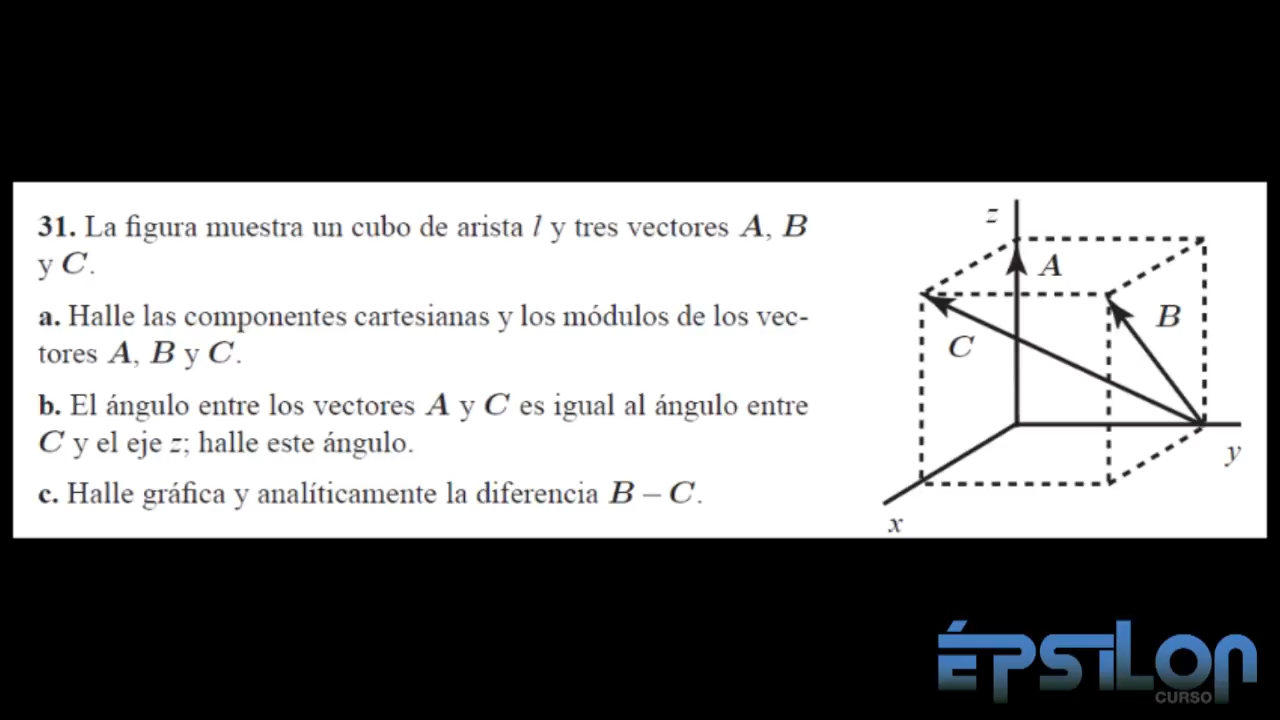 31. La figura muestra un cubo de arista l y tres vectores A, B
y C.
a. Halle las componentes cartesianas y los módulos de los vec-
tores A, B y C.
b. El ángulo entre los vectores A y C es igual al ángulo entre
C y el eje z; halle este ángulo.
c. Halle gráfica y analíticamente la diferencia B – C.
z
A
B
C
y
x
ÉPSILON
CURSO